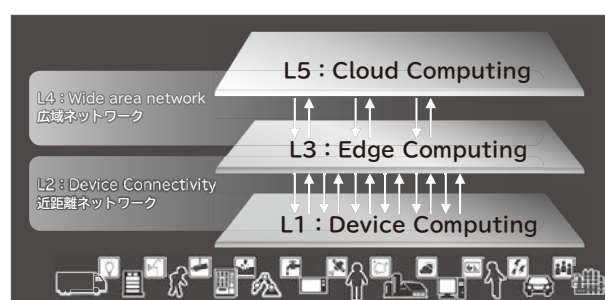 L5：Cloud Computing
L4：Wide area network
広域ネットワーク
L3：Edge Computing
L2：Device Connectivity
近距離ネットワーク
L1：Device Computing